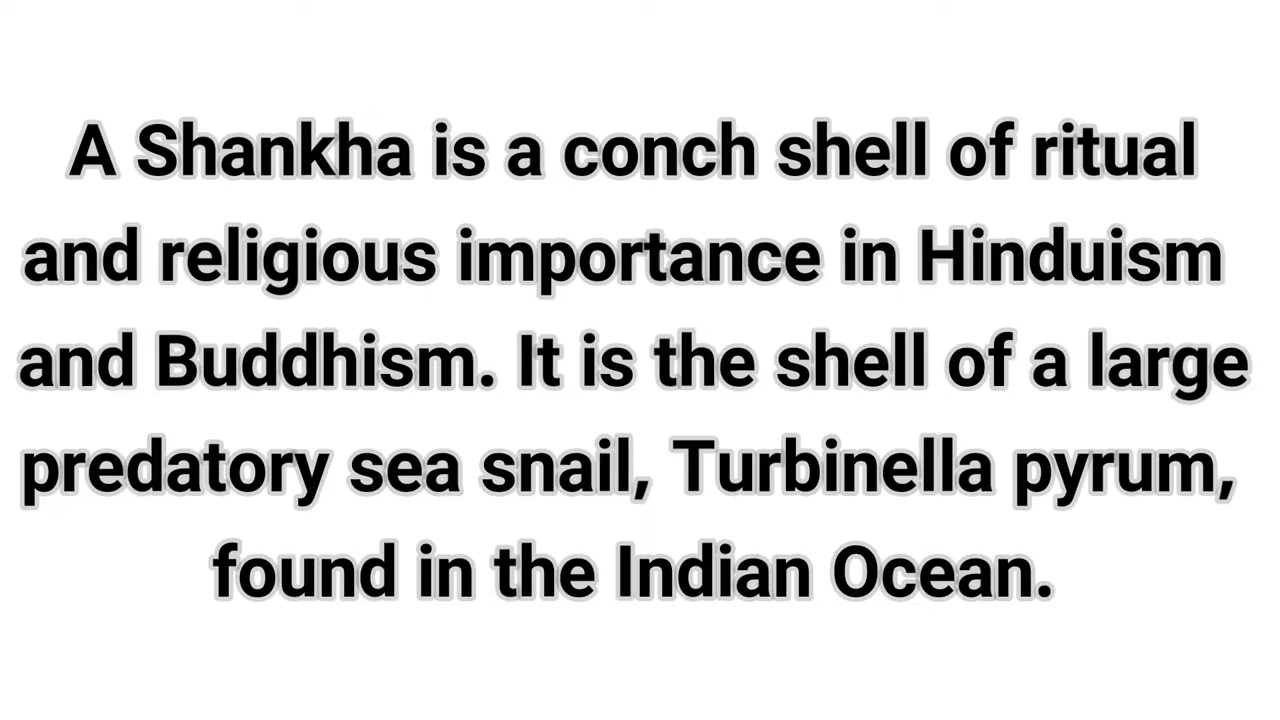 A Shankha is a conch shell of ritual
and religious importance in Hinduism
and Buddhism. It is the shell of a large
predatory sea snail, Turbinella pyrum,
found in the Indian Ocean.